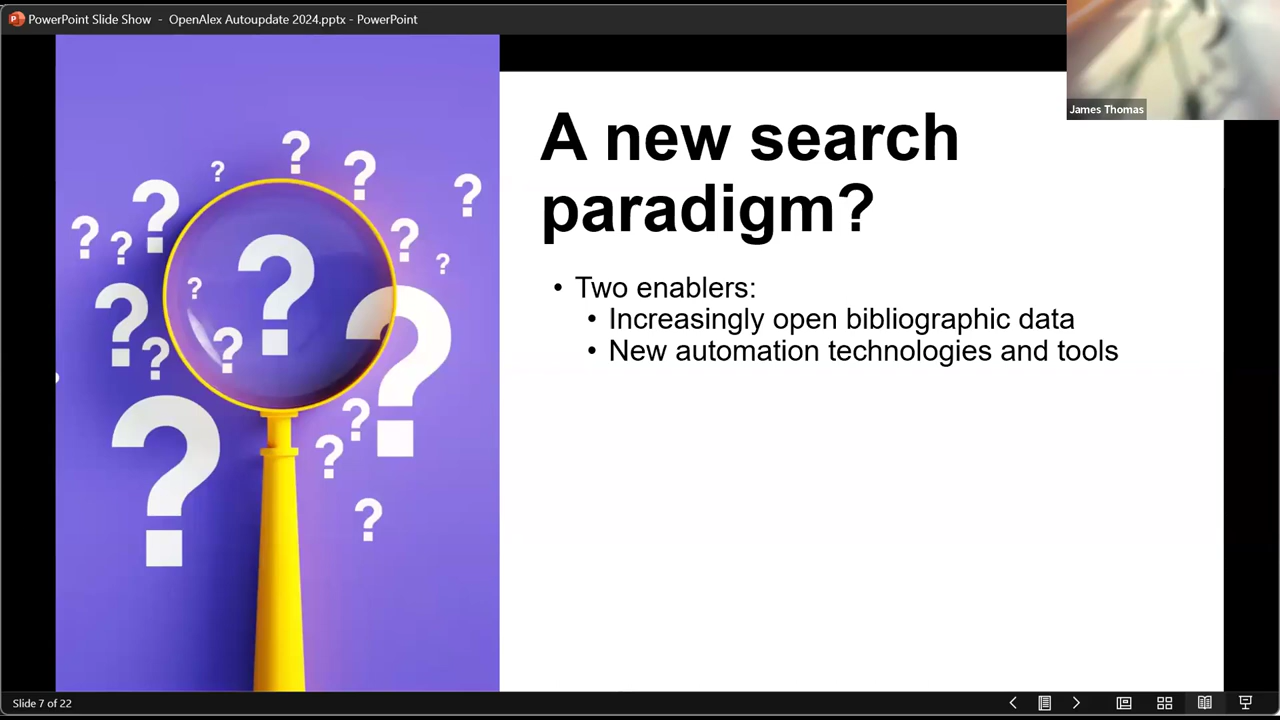 PowerPoint Slide Show - OpenAlex Autoupdate 2024.pptx - PowerPoint
James Thomas
A new search
paradigm?
• Two enablers:
• Increasingly open bibliographic data
• New automation technologies and tools
? ? ? ? ? ? ? ? ? ? ? ? ? ? ? ? ? ? ?
Slide 7 of 22